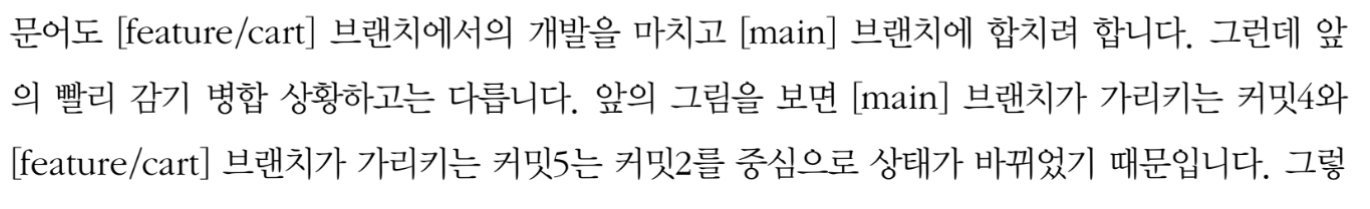 문어도 [feature/cart] 브랜치에서의 개발을 마치고 [main] 브랜치에 합치려 합니다. 그런데 앞
의 빨리 감기 병합 상황하고는 다릅니다. 앞의 그림을 보면 [main] 브랜치가 가리키는 커밋4와
[feature/cart] 브랜치가 가리키는 커밋5는 커밋2를 중심으로 상태가 바뀌었기 때문입니다. 그렇